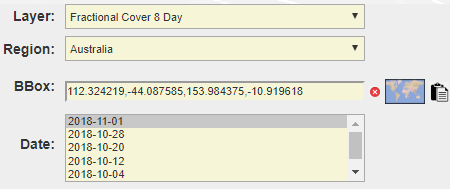 Layer: Fractional Cover 8 Day
Region: Australia
BBox: 112.324219,-44.087585,153.984375,-10.919618
Date: 2018-11-01
2018-10-28
2018-10-20
2018-10-12
2018-10-04